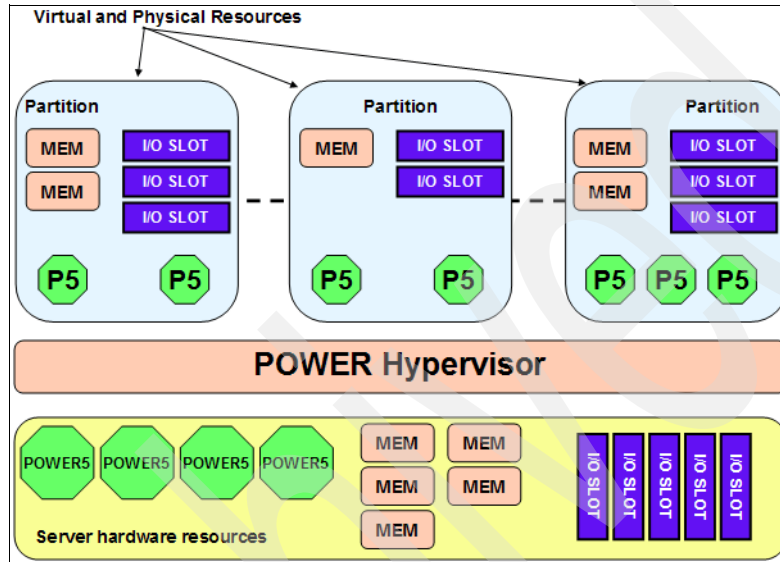 Virtual and Physical Resources
Partition
MEM
MEM
I/O SLOT
I/O SLOT
I/O SLOT
P5
P5
Partition
MEM
I/O SLOT
I/O SLOT
P5
P5
Partition
MEM
MEM
I/O SLOT
I/O SLOT
I/O SLOT
P5
P5
P5
POWER Hypervisor
POWER5
POWER5
POWER5
POWER5
MEM
MEM
MEM
MEM
MEM
I/O SLOT
I/O SLOT
I/O SLOT
I/O SLOT
I/O SLOT
Server hardware resources